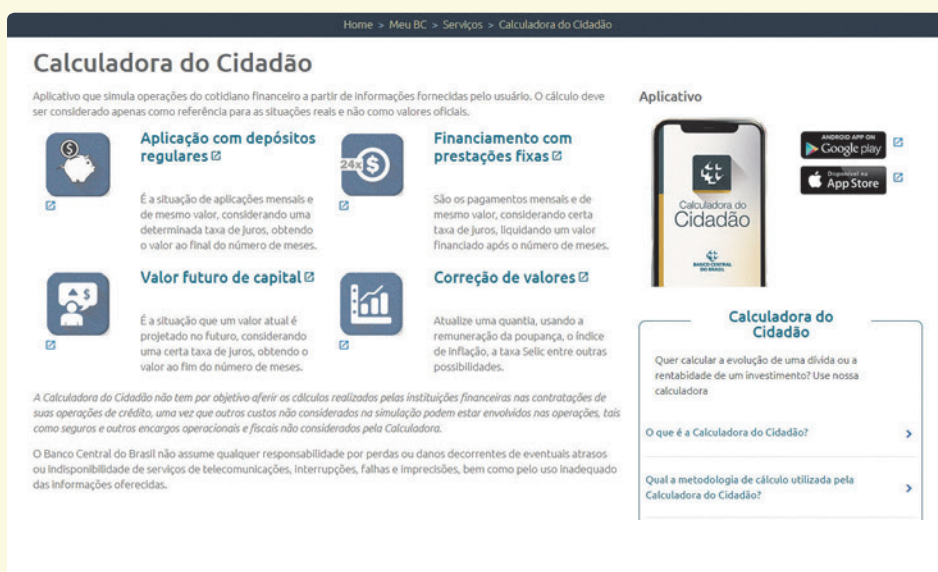 Home > Meu BC > Serviços > Calculadora do Cidadão
Calculadora do Cidadão
Aplicativo que simula operações do cotidiano financeiro a partir de informações fornecidas pelo usuário. O cálculo deve
ser considerado apenas como referência para as situações reais e não como valores oficiais.
Aplicação com depósitos
regulares
É a situação de aplicações mensais e
de mesmo valor, considerando uma
determinada taxa de juros, obtendo
o valor ao final do número de meses.
24x$
Financiamento com
prestações fixas
São os pagamentos mensais e de
mesmo valor, considerando certa
taxa de juros, liquidando um valor
financiado após o número de meses.
Valor futuro de capital
É a situação que um valor atual é
projetado no futuro, considerando
uma certa taxa de juros, obtendo o
valor ao fim do número de meses.
Correção de valores
Atualize uma quantia, usando a
remuneração da poupança, o índice
de inflação, a taxa Selic entre outras
possibilidades.
A Calculadora do Cidadão não tem por objetivo aferir os cálculos realizados pelas instituições financeiras nas contratações de
suas operações de crédito, uma vez que outros custos não considerados na simulação podem estar envolvidos nas operações, tais
como seguros e outros encargos operacionais e fiscais não considerados pela Calculadora.
O Banco Central do Brasil não assume qualquer responsabilidade por perdas ou danos decorrentes de eventuais atrasos
ou indisponibilidade de serviços de telecomunicações, interrupções, falhas e imprecisões, bem como pelo uso inadequado
das informações oferecidas.
Aplicativo
Calculadora do
Cidadão
BANCO CENTRAL
DO BRASIL
ANDROID APP ON
Google play
Disponível na
App Store
Calculadora do
Cidadão
Quer calcular a evolução de uma dívida ou a
rentabidade de um investimento? Use nossa
calculadora
O que é a Calculadora do Cidadão?
Qual a metodologia de cálculo utilizada pela
Calculadora do Cidadão?